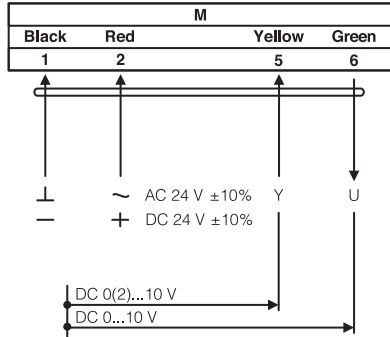 M
Black Red Yellow Green
1 2 5 6
⊥ ~ AC 24 V ±10% Y U
− + DC 24 V ±10%
DC 0(2)...10 V
DC 0...10 V